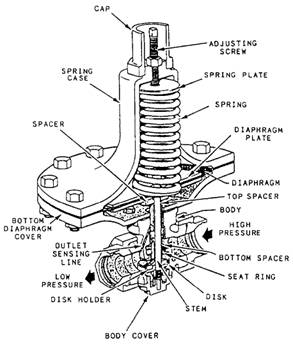 CAP
ADJUSTING
SCREW
SPRING
CASE
SPRING PLATE
SPRING
SPACER
DIAPHRAGM
PLATE
DIAPHRAGM
TOP SPACER
BODY
BOTTOM
DIAPHRAGM
COVER
HIGH
PRESSURE
OUTLET
SENSING
LINE
BOTTOM SPACER
LOW
PRESSURE
SEAT RING
DISK HOLDER
DISK
STEM
BODY COVER